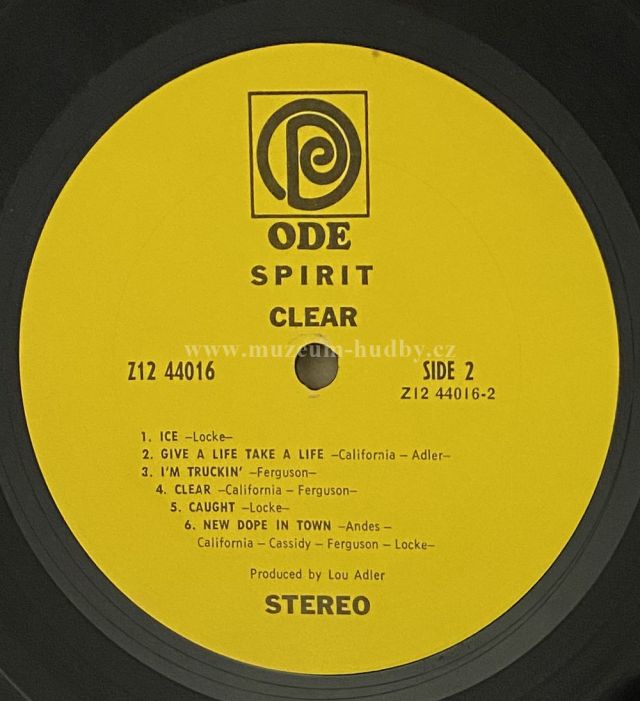 ODE
SPIRIT
CLEAR
www.muzeum-hudby.cz
Z12 44016
SIDE 2
Z12 44016-2
1. ICE –Locke–
2. GIVE A LIFE TAKE A LIFE –California – Adler–
3. I'M TRUCKIN' –Ferguson–
4. CLEAR –California – Ferguson–
5. CAUGHT –Locke–
6. NEW DOPE IN TOWN –Andes –
California – Cassidy – Ferguson – Locke–
Produced by Lou Adler
STEREO